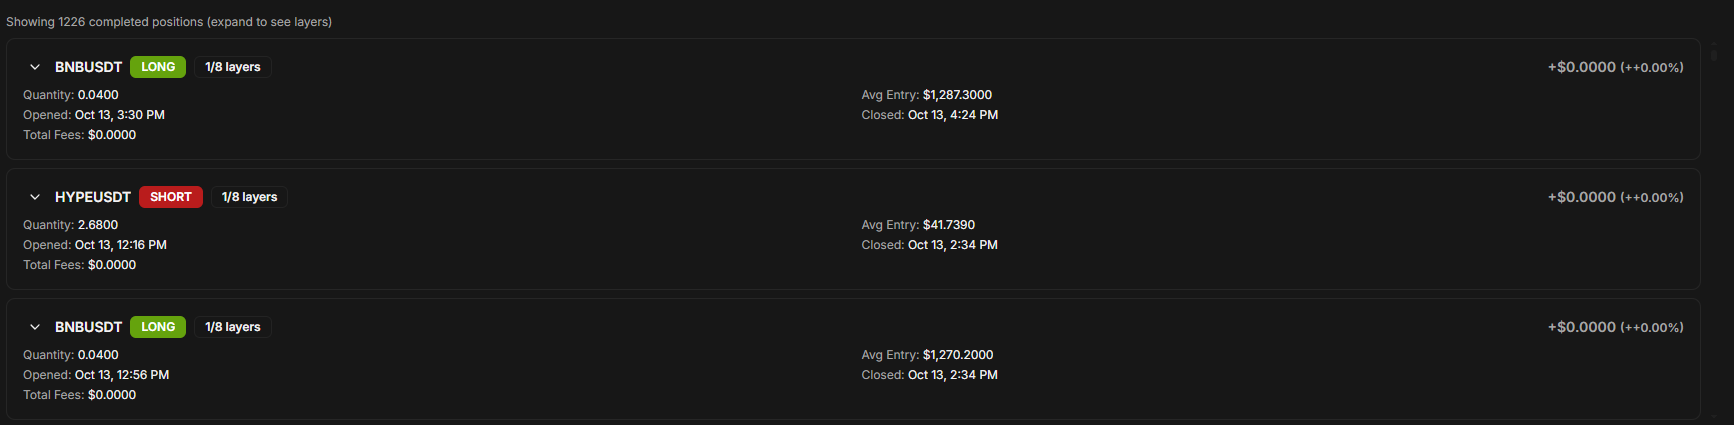 Showing 1226 completed positions (expand to see layers)
BNBUSDT LONG 1/8 layers +$0.0000 (++0.00%)
Quantity: 0.0400 Avg Entry: $1,287.3000
Opened: Oct 13, 3:30 PM Closed: Oct 13, 4:24 PM
Total Fees: $0.0000
HYPEUSDT SHORT 1/8 layers +$0.0000 (++0.00%)
Quantity: 2.6800 Avg Entry: $41.7390
Opened: Oct 13, 12:16 PM Closed: Oct 13, 2:34 PM
Total Fees: $0.0000
BNBUSDT LONG 1/8 layers +$0.0000 (++0.00%)
Quantity: 0.0400 Avg Entry: $1,270.2000
Opened: Oct 13, 12:56 PM Closed: Oct 13, 2:34 PM
Total Fees: $0.0000